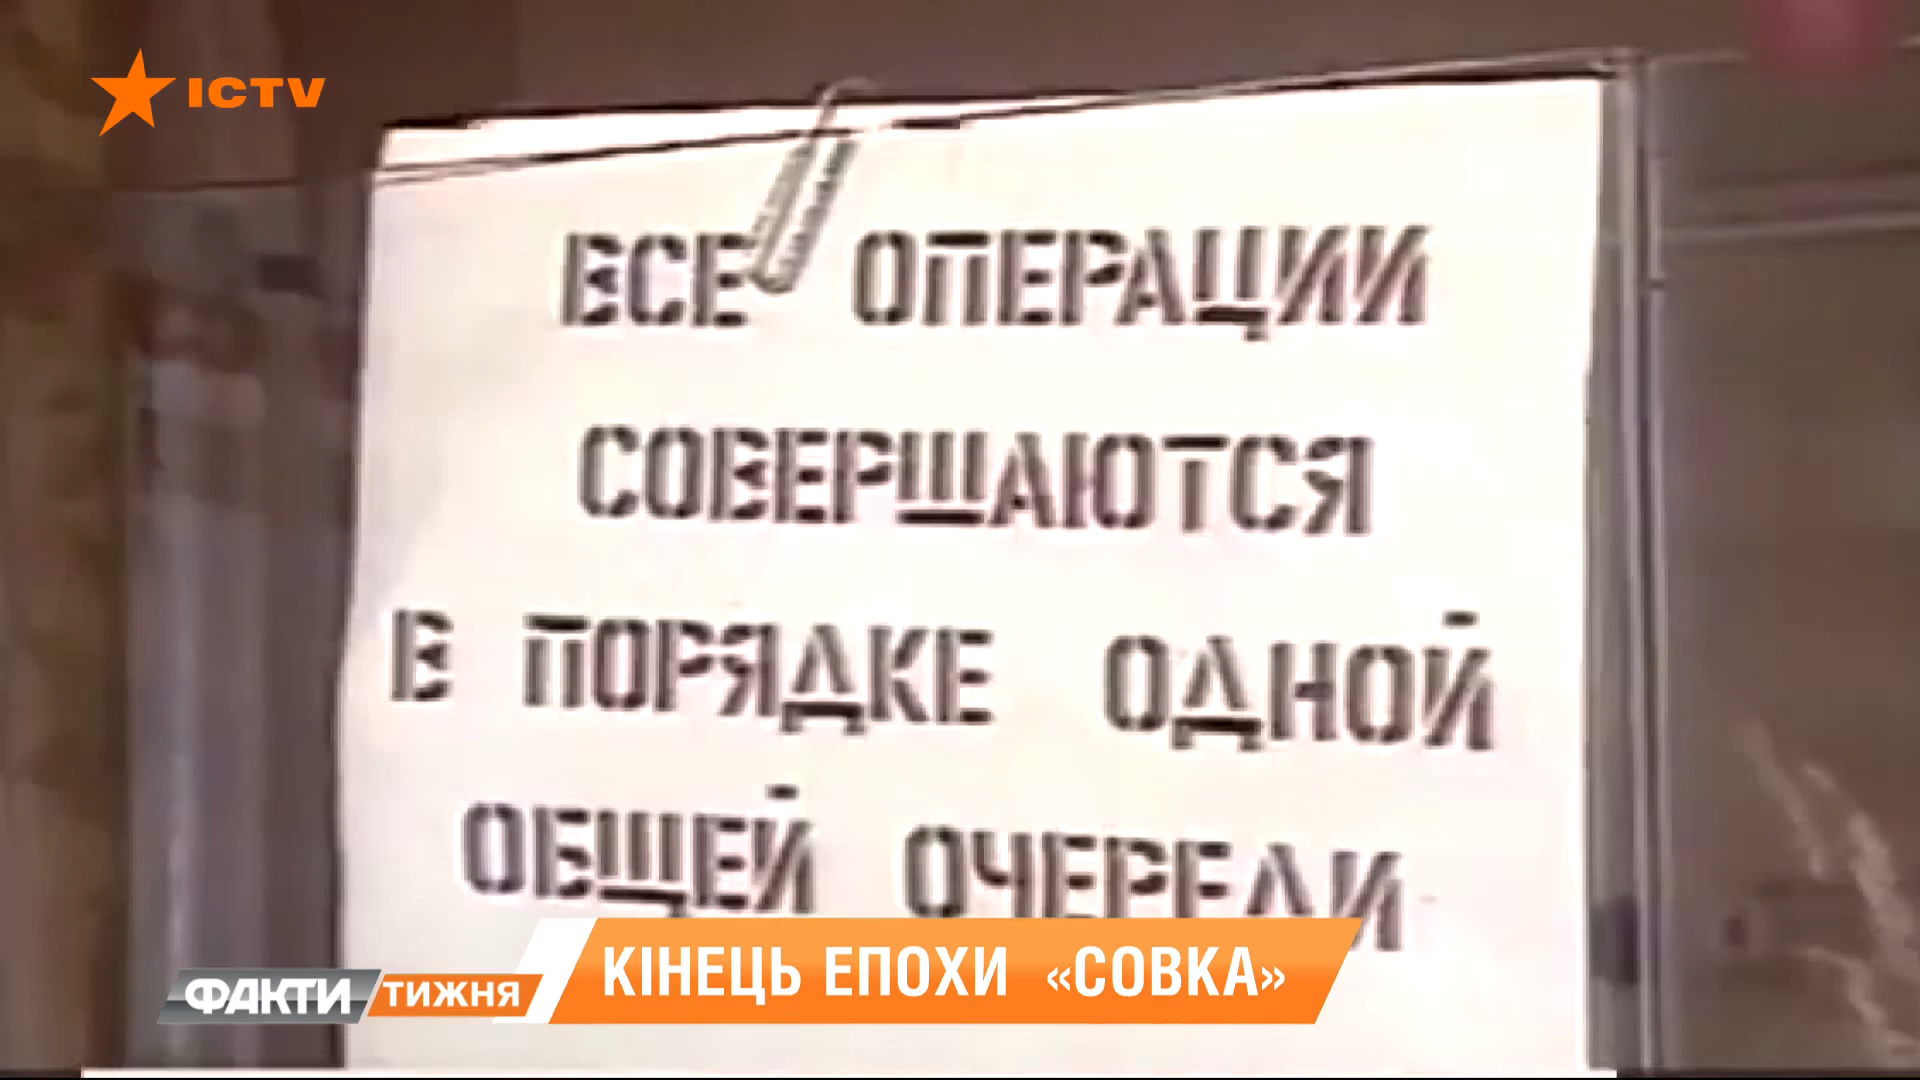 ICTV
ВСЕ ОПЕРАЦИИ
СОВЕРШАЮТСЯ
В ПОРЯДКЕ ОДНОЙ
ОБЩЕЙ ОЧЕРЕДИ
КІНЕЦЬ ЕПОХИ «СОВКА»
ФАКТИ ТИЖНЯ